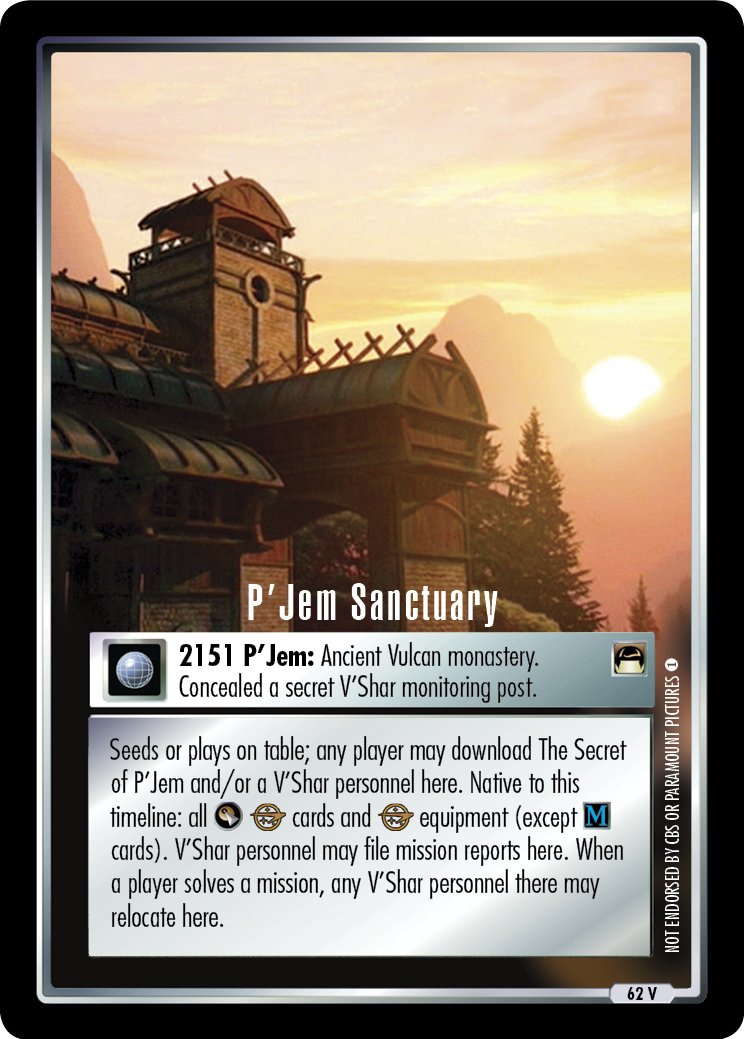 P'Jem Sanctuary
2151 P'Jem: Ancient Vulcan monastery.
Concealed a secret V'Shar monitoring post.
Seeds or plays on table; any player may download The Secret
of P'Jem and/or a V'Shar personnel here. Native to this
timeline: all cards and equipment (except M
cards). V'Shar personnel may file mission reports here. When
a player solves a mission, any V'Shar personnel there may
relocate here.
NOT ENDORSED BY CBS OR PARAMOUNT PICTURES 1
62 V